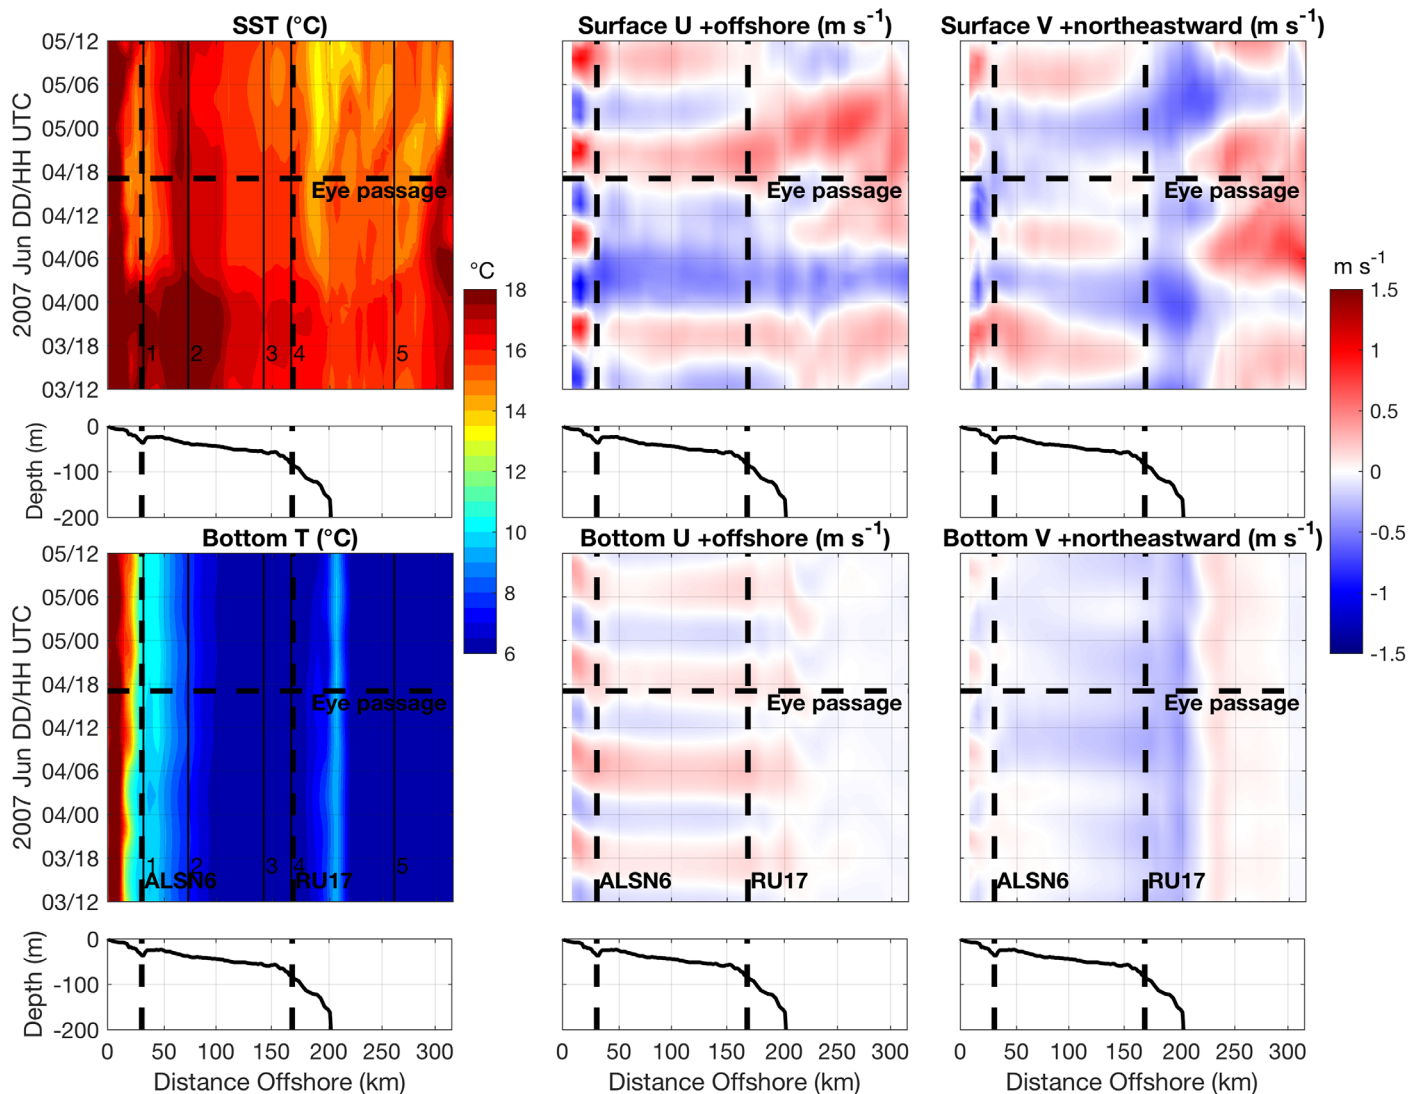 SST (°C)
Surface U +offshore (m s-1)
Surface V +northeastward (m s-1)
2007 Jun DD/HH UTC
05/12
05/06
05/00
04/18
04/12
04/06
04/00
03/18
03/12
Eye passage
Eye passage
Eye passage
1 2 3 4 5
°C
18
16
14
12
10
8
6
m s-1
1.5
1
0.5
0
-0.5
-1
-1.5
Depth (m)
0
-100
-200
Bottom T (°C)
Bottom U +offshore (m s-1)
Bottom V +northeastward (m s-1)
2007 Jun DD/HH UTC
05/12
05/06
05/00
04/18
04/12
04/06
04/00
03/18
03/12
Eye passage
Eye passage
Eye passage
1 2 3 4 5
ALSN6 RU17
ALSN6 RU17
ALSN6 RU17
Depth (m)
0
-100
-200
0 50 100 150 200 250 300
0 50 100 150 200 250 300
0 50 100 150 200 250 300
Distance Offshore (km)
Distance Offshore (km)
Distance Offshore (km)